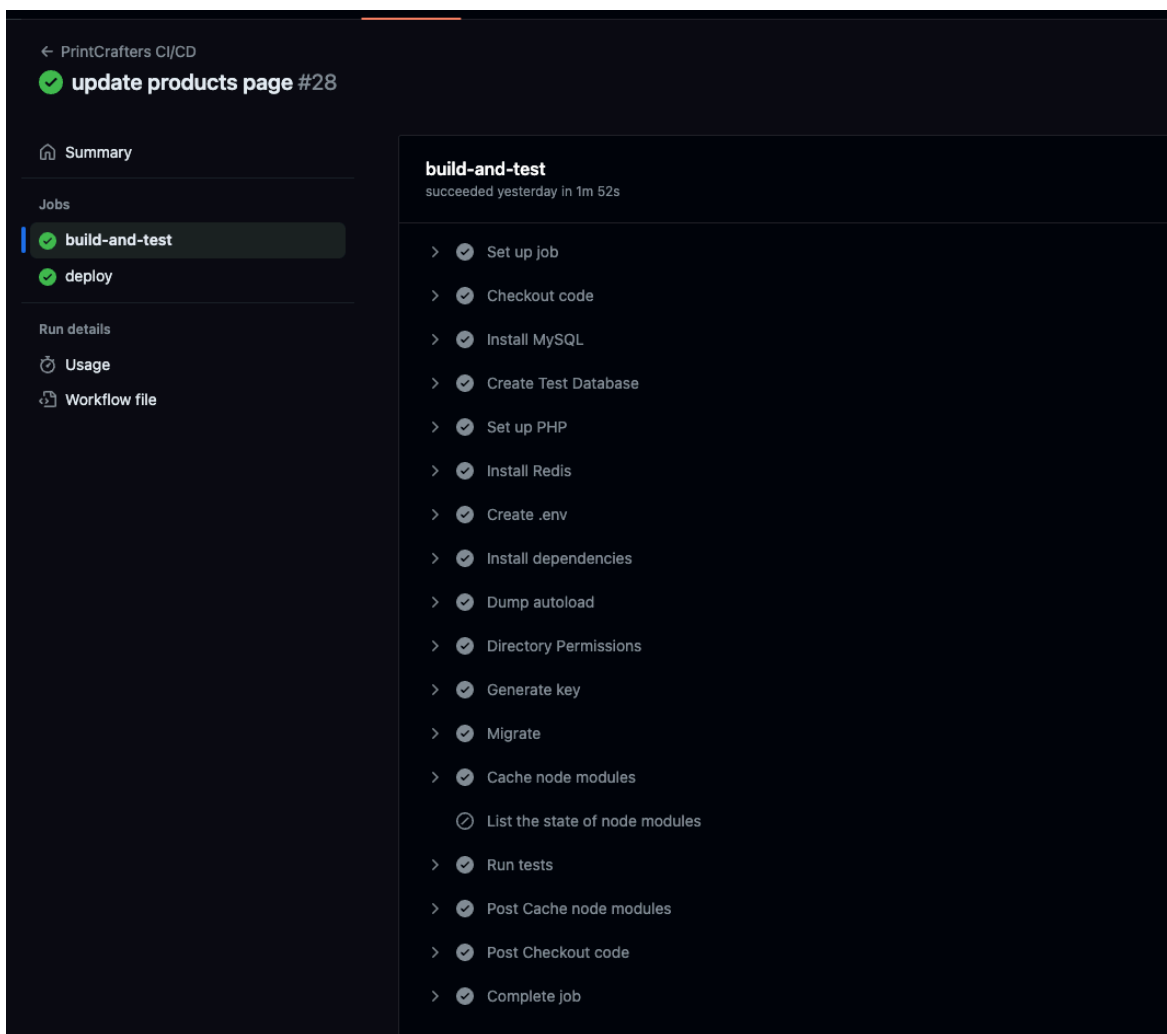 PrintCrafters CI/CD
update products page #28
Summary
Jobs
build-and-test
deploy
Run details
Usage
Workflow file
build-and-test
succeeded yesterday in 1m 52s
Set up job
Checkout code
Install MySQL
Create Test Database
Set up PHP
Install Redis
Create .env
Install dependencies
Dump autoload
Directory Permissions
Generate key
Migrate
Cache node modules
List the state of node modules
Run tests
Post Cache node modules
Post Checkout code
Complete job